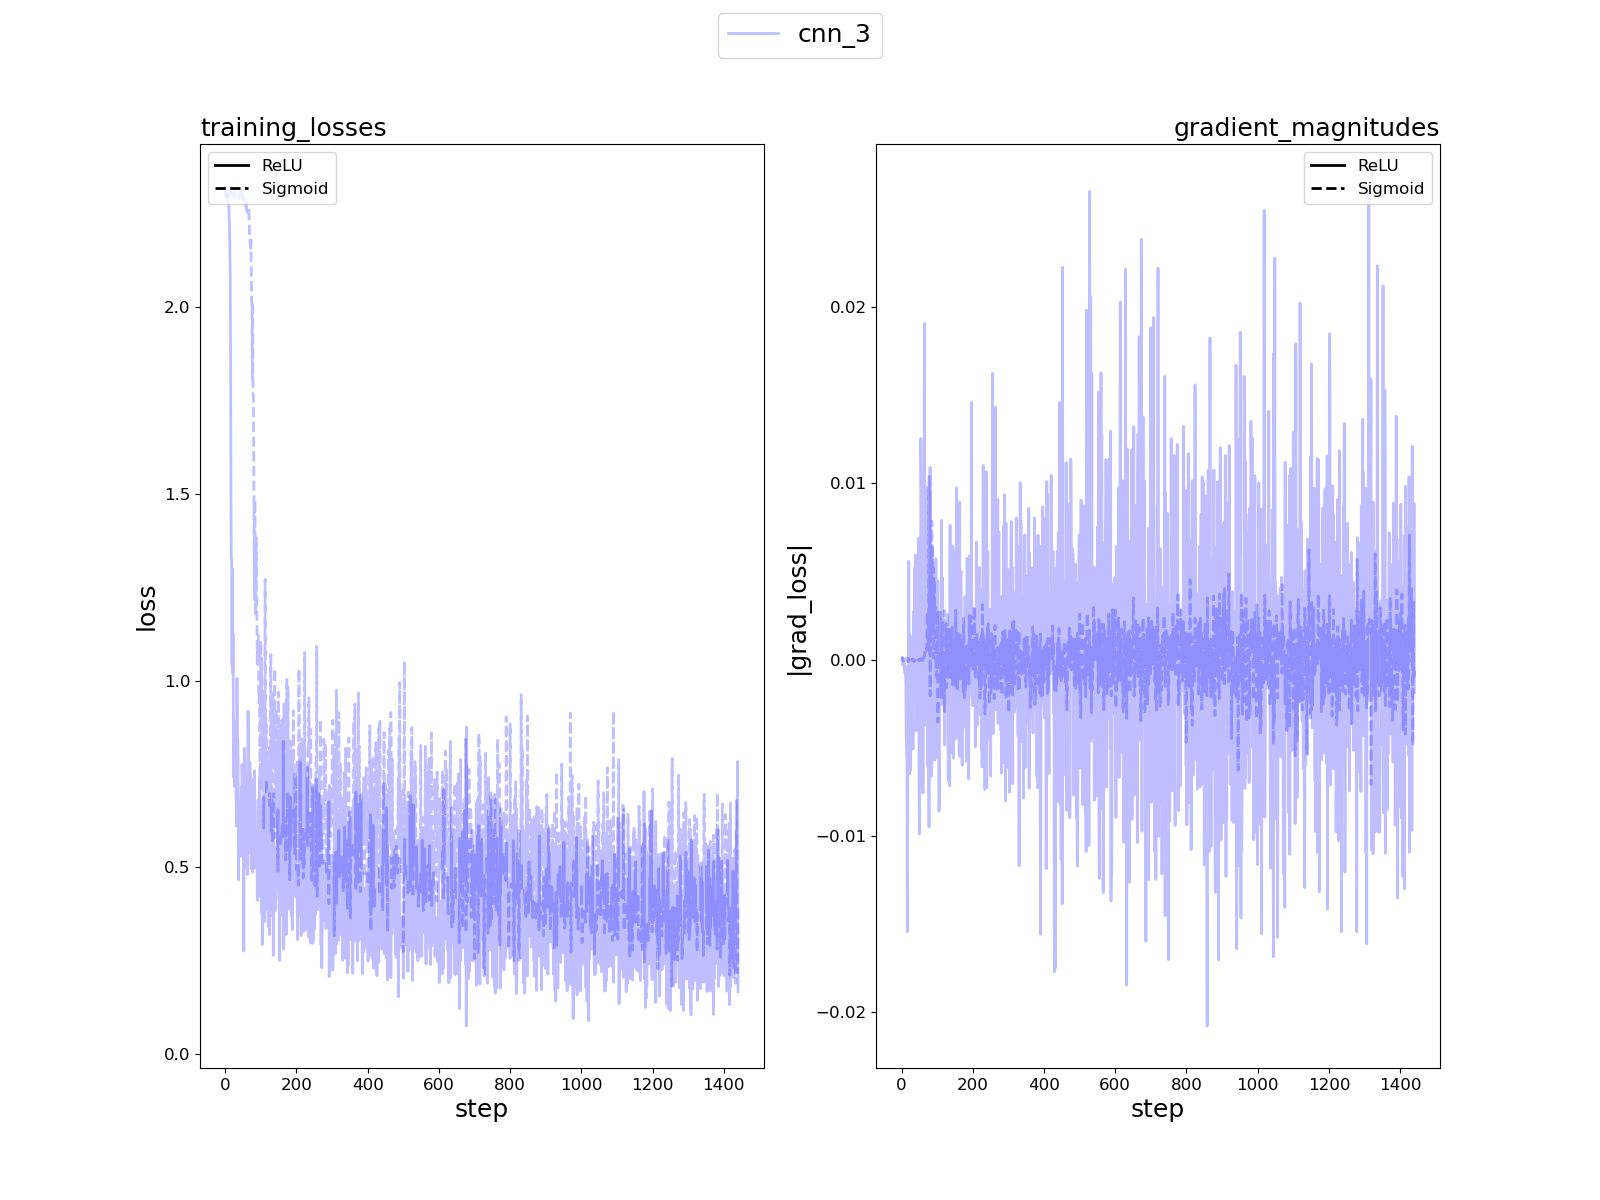 cnn_3
training_losses
ReLU
Sigmoid
loss
2.0
1.5
1.0
0.5
0.0
0 200 400 600 800 1000 1200 1400
step
gradient_magnitudes
ReLU
Sigmoid
|grad_loss|
0.02
0.01
0.00
−0.01
−0.02
0 200 400 600 800 1000 1200 1400
step